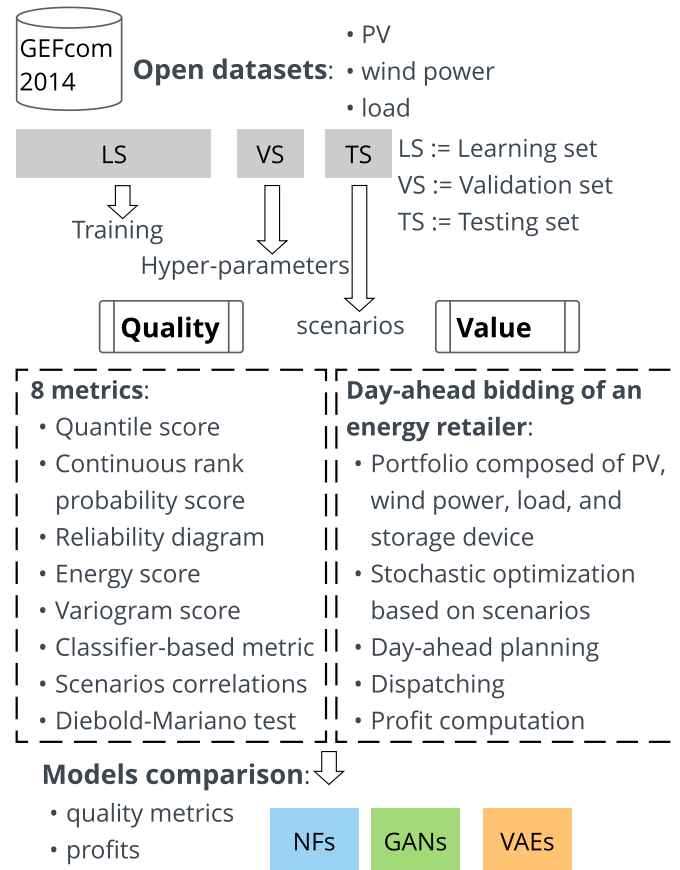 GEFcom
2014
Open datasets:
• PV
• wind power
• load
LS
VS
TS
LS := Learning set
VS := Validation set
TS := Testing set
Training
Hyper-parameters
scenarios
Quality
Value
8 metrics:
• Quantile score
• Continuous rank
probability score
• Reliability diagram
• Energy score
• Variogram score
• Classifier-based metric
• Scenarios correlations
• Diebold-Mariano test
Day-ahead bidding of an
energy retailer:
• Portfolio composed of PV,
wind power, load, and
storage device
• Stochastic optimization
based on scenarios
• Day-ahead planning
• Dispatching
• Profit computation
Models comparison:
• quality metrics
• profits
NFs
GANs
VAEs